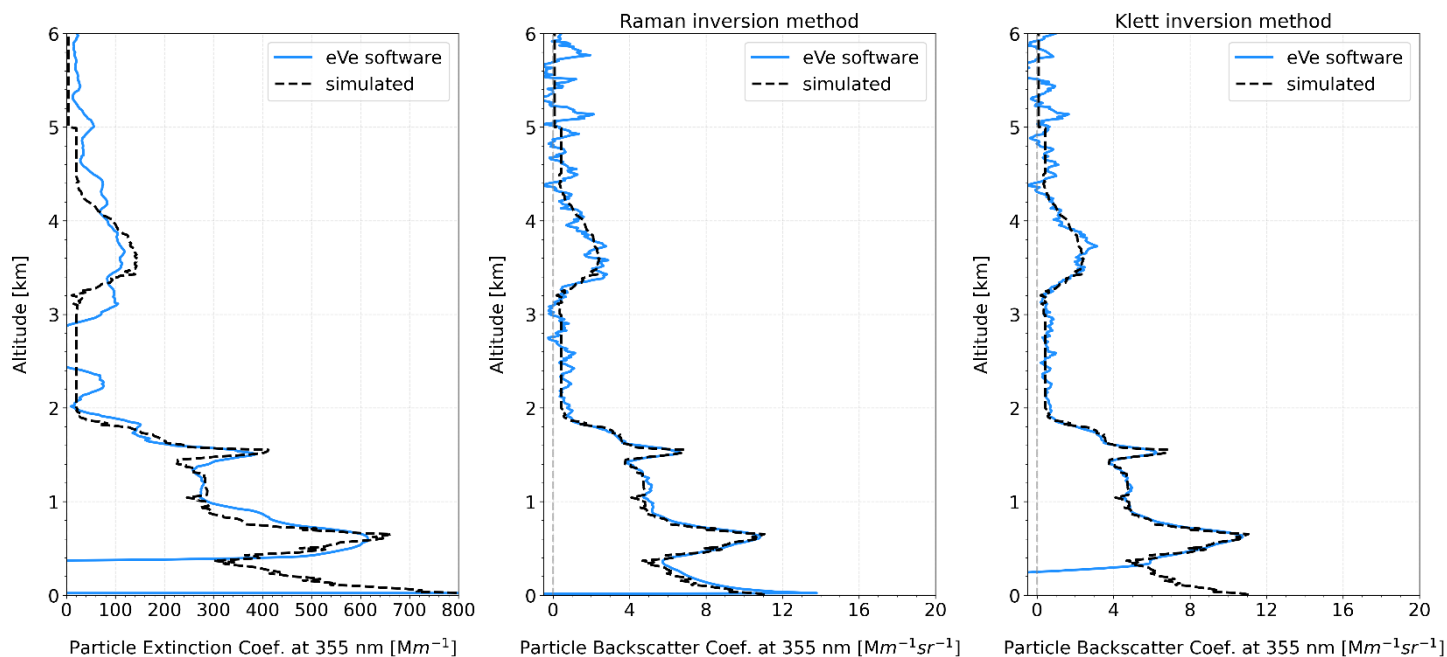 Raman inversion method
Klett inversion method
6
5
4
3
2
1
0
Altitude [km]
eVe software
simulated
0 100 200 300 400 500 600 700 800
Particle Extinction Coef. at 355 nm [Mm⁻¹]
6
5
4
3
2
1
0
Altitude [km]
eVe software
simulated
0 4 8 12 16 20
Particle Backscatter Coef. at 355 nm [Mm⁻¹sr⁻¹]
6
5
4
3
2
1
0
Altitude [km]
eVe software
simulated
0 4 8 12 16 20
Particle Backscatter Coef. at 355 nm [Mm⁻¹sr⁻¹]